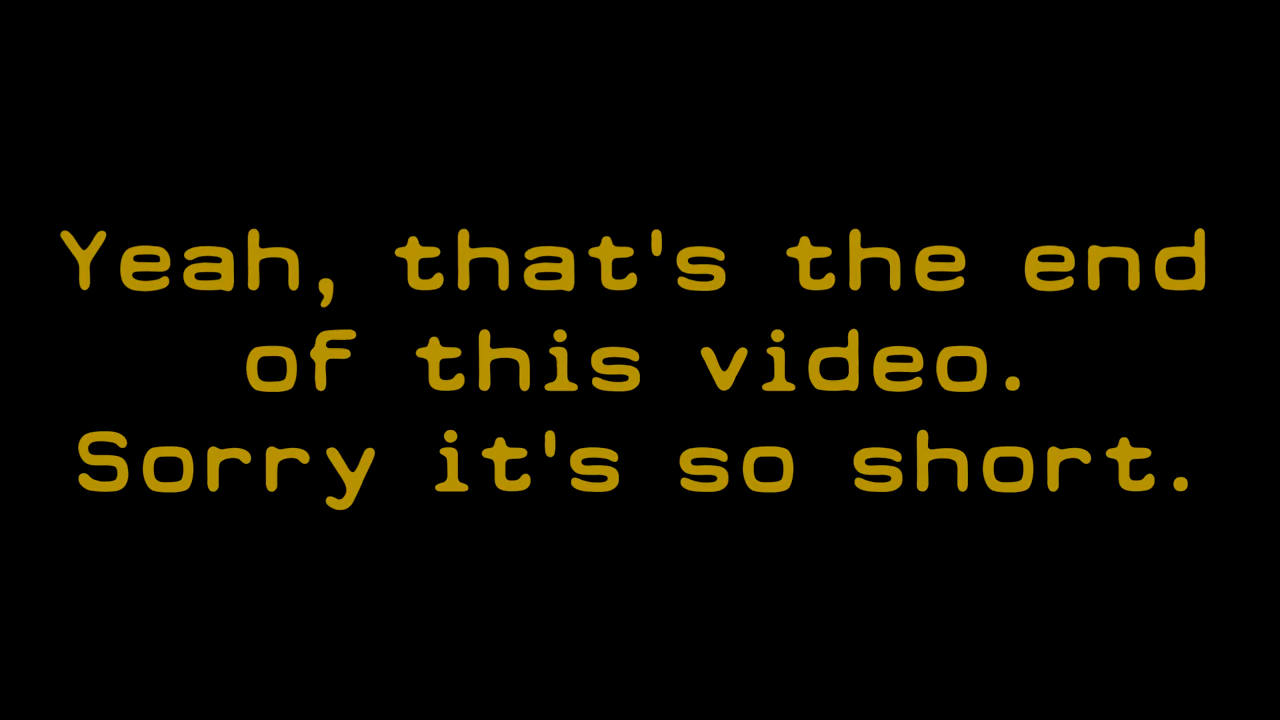 Yeah, that's the end
of this video.
Sorry it's so short.